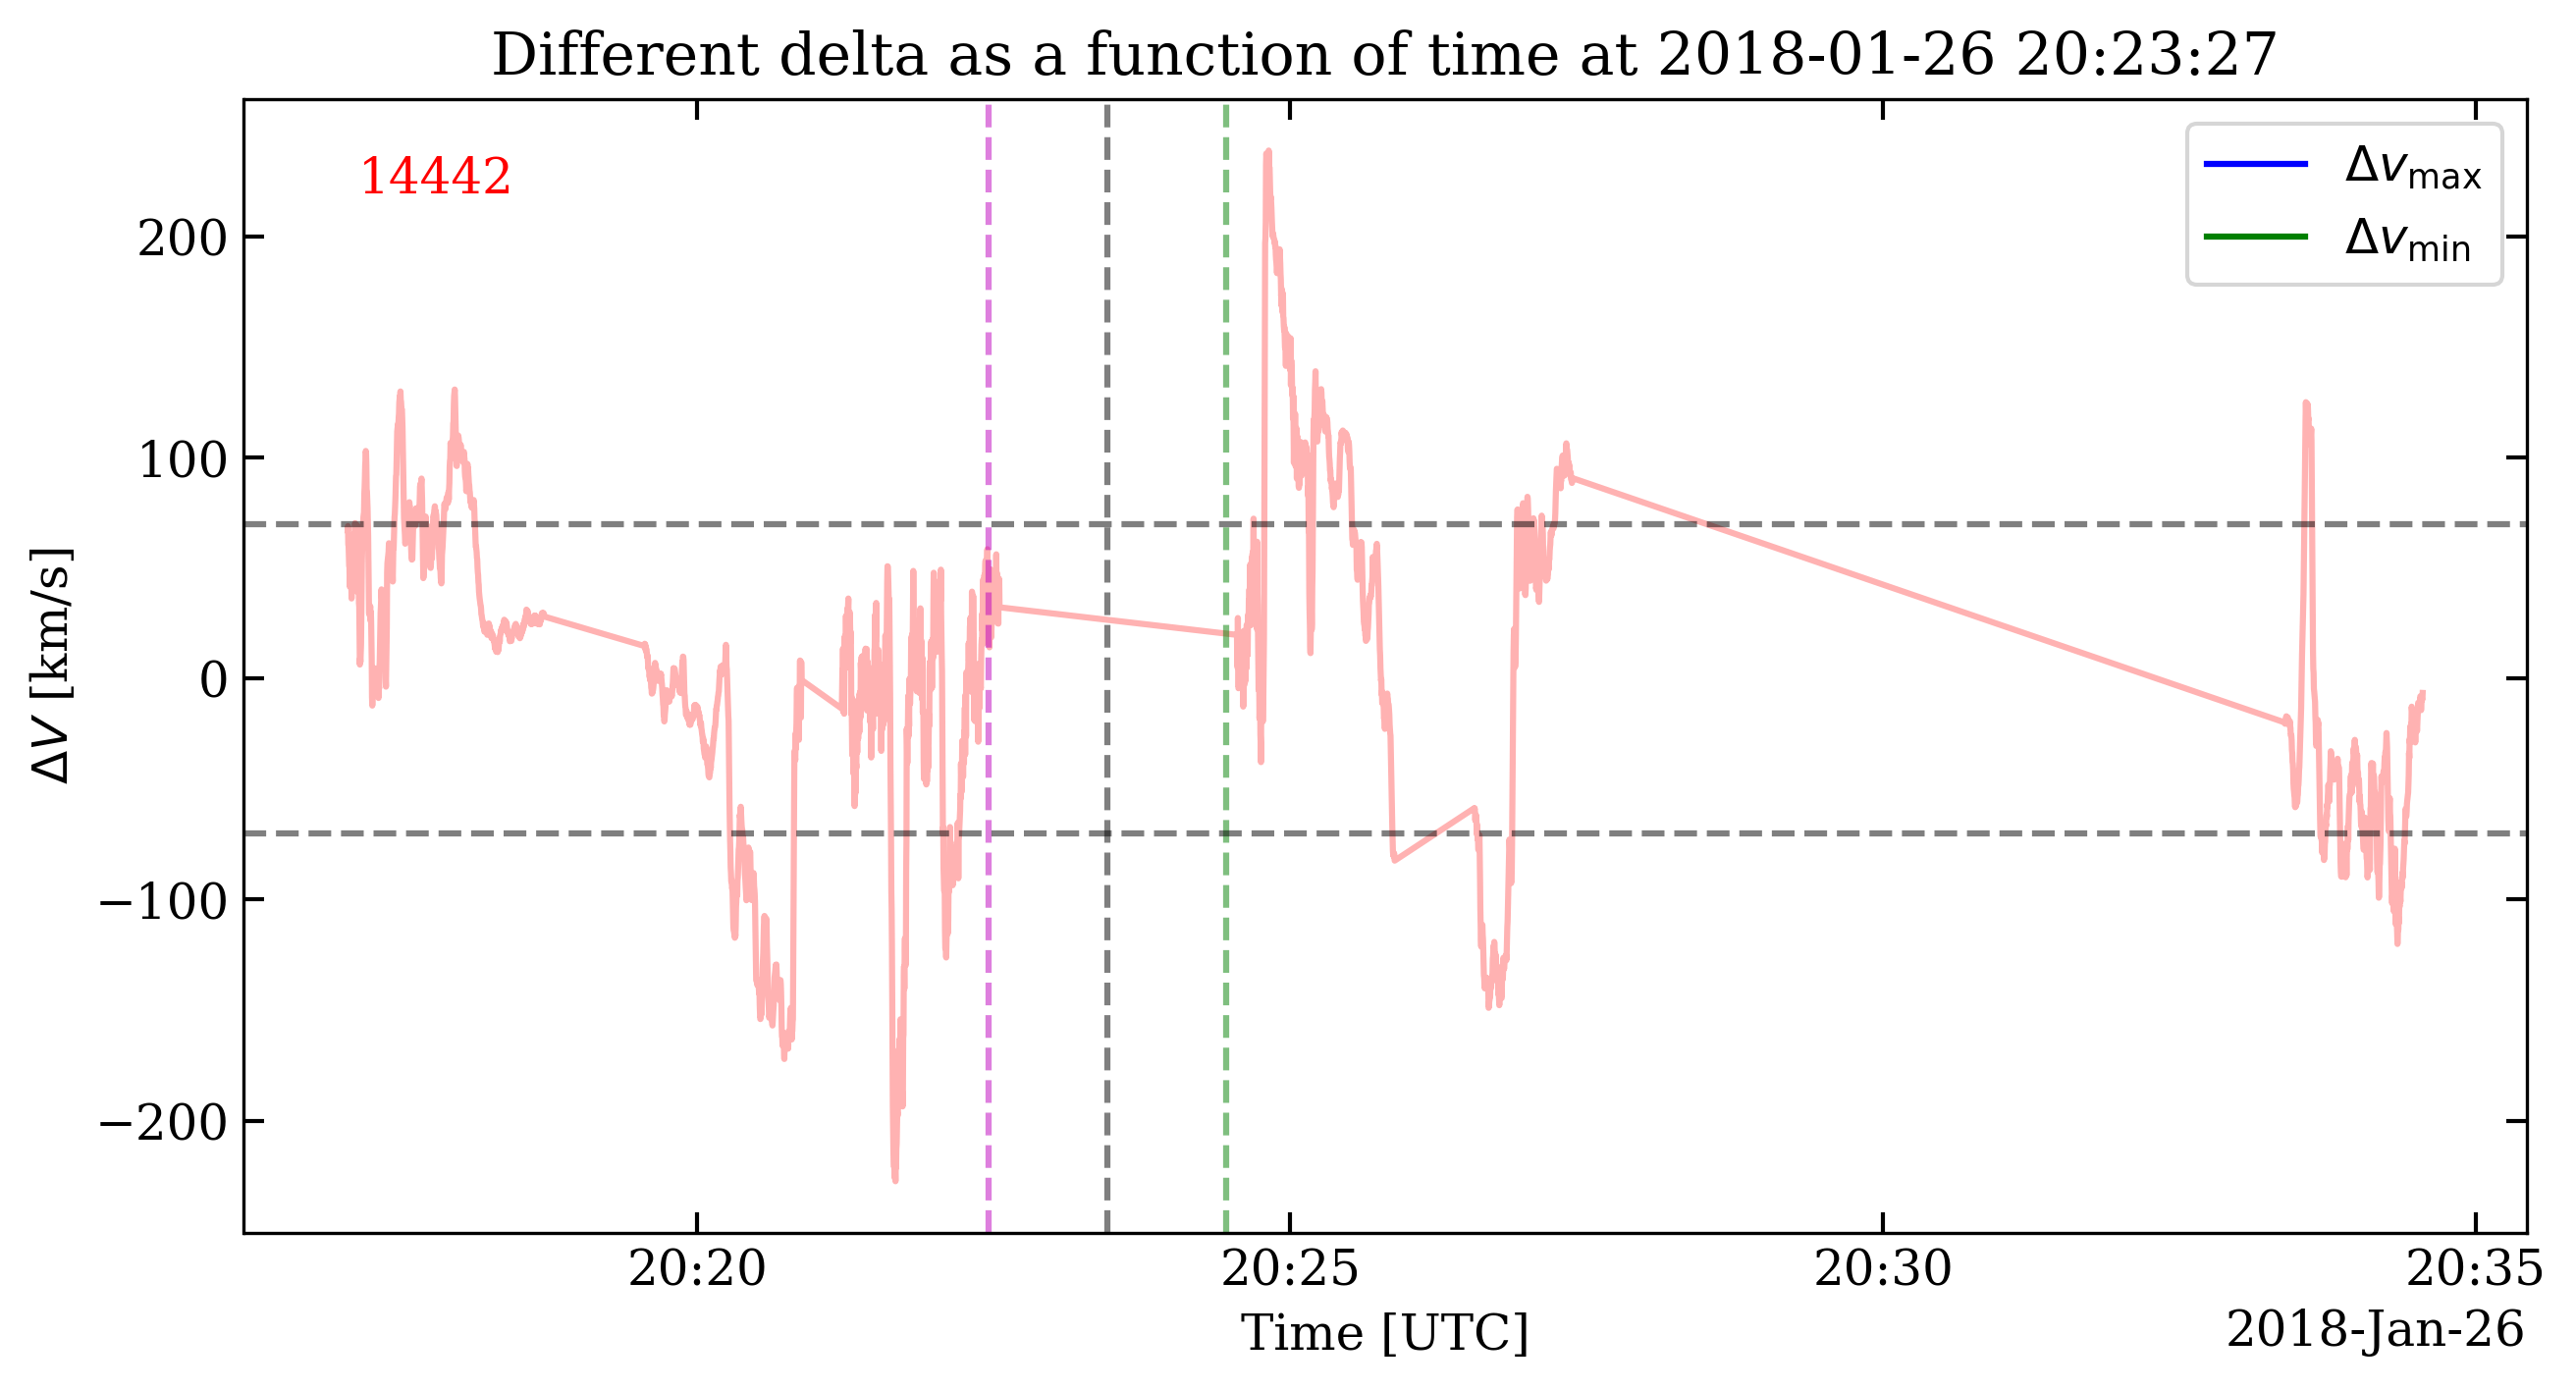 Different delta as a function of time at 2018-01-26 20:23:27
14442
Δv_max
Δv_min
200
100
0
−100
−200
ΔV [km/s]
20:20
20:25
20:30
20:35
Time [UTC]
2018-Jan-26